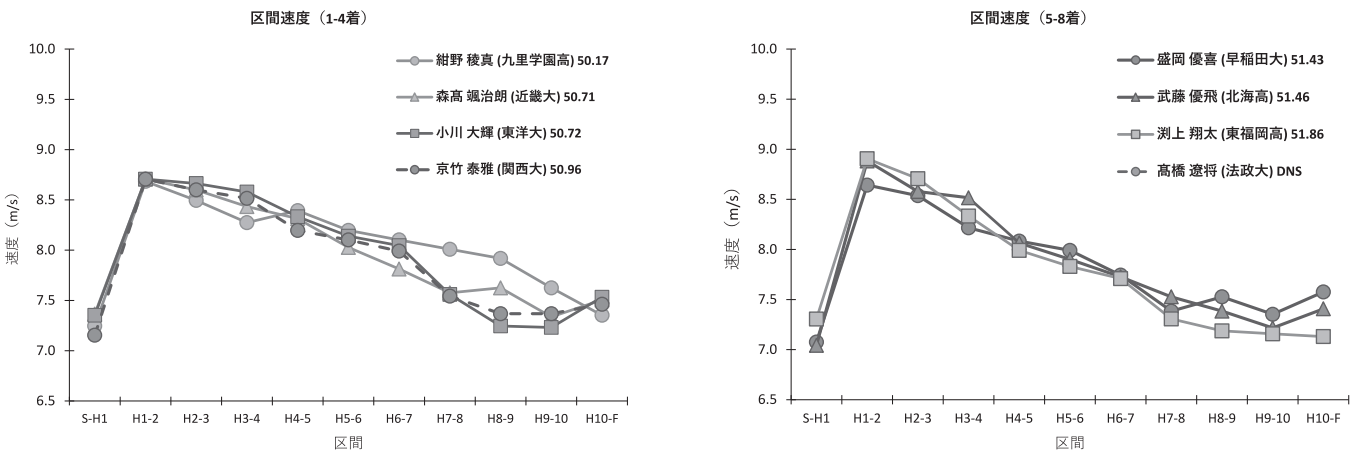 区間速度（1-4着）
10.0
9.5
9.0
8.5
8.0
7.5
7.0
6.5
速度（m/s）
紺野 稜真 (九里学園高) 50.17
森髙 颯治朗 (近畿大) 50.71
小川 大輝 (東洋大) 50.72
京竹 泰雅 (関西大) 50.96
S-H1 H1-2 H2-3 H3-4 H4-5 H5-6 H6-7 H7-8 H8-9 H9-10 H10-F
区間
区間速度（5-8着）
10.0
9.5
9.0
8.5
8.0
7.5
7.0
6.5
速度（m/s）
盛岡 優喜 (早稲田大) 51.43
武藤 優飛 (北海高) 51.46
渕上 翔太 (東福岡高) 51.86
髙橋 遼将 (法政大) DNS
S-H1 H1-2 H2-3 H3-4 H4-5 H5-6 H6-7 H7-8 H8-9 H9-10 H10-F
区間